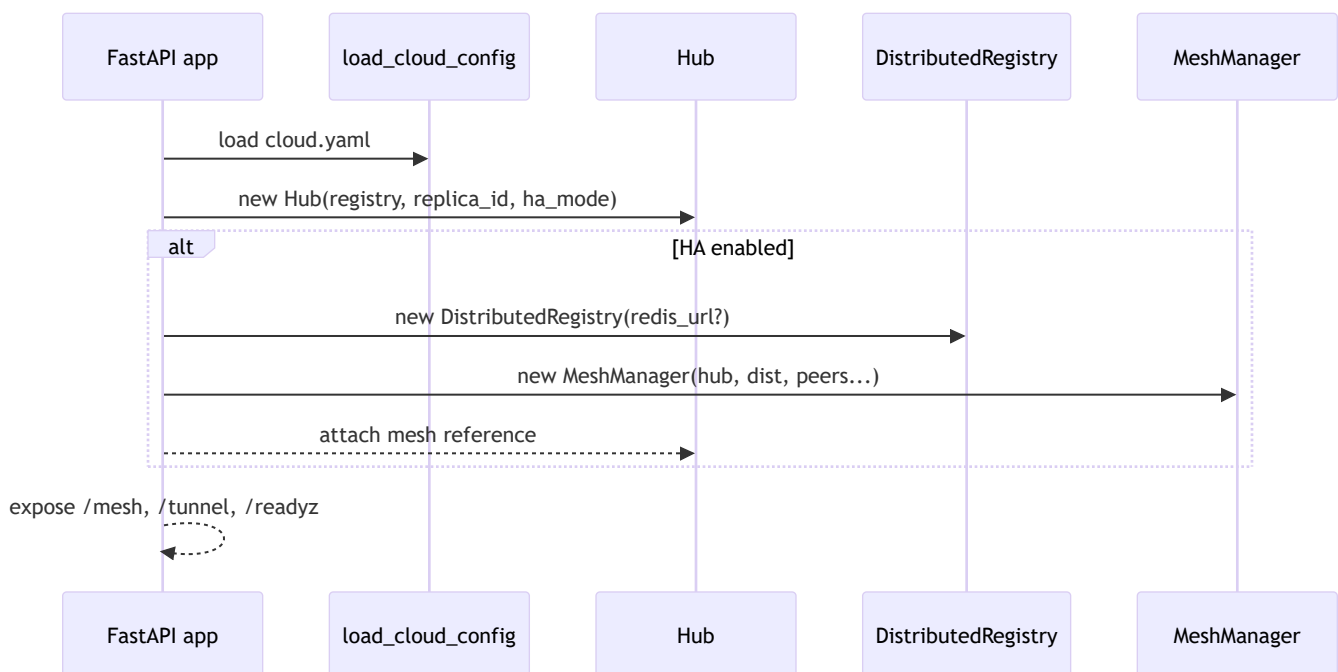 FastAPI app
load_cloud_config
Hub
DistributedRegistry
MeshManager
load cloud.yaml
new Hub(registry, replica_id, ha_mode)
alt
[HA enabled]
new DistributedRegistry(redis_url?)
new MeshManager(hub, dist, peers...)
attach mesh reference
expose /mesh, /tunnel, /readyz
FastAPI app
load_cloud_config
Hub
DistributedRegistry
MeshManager